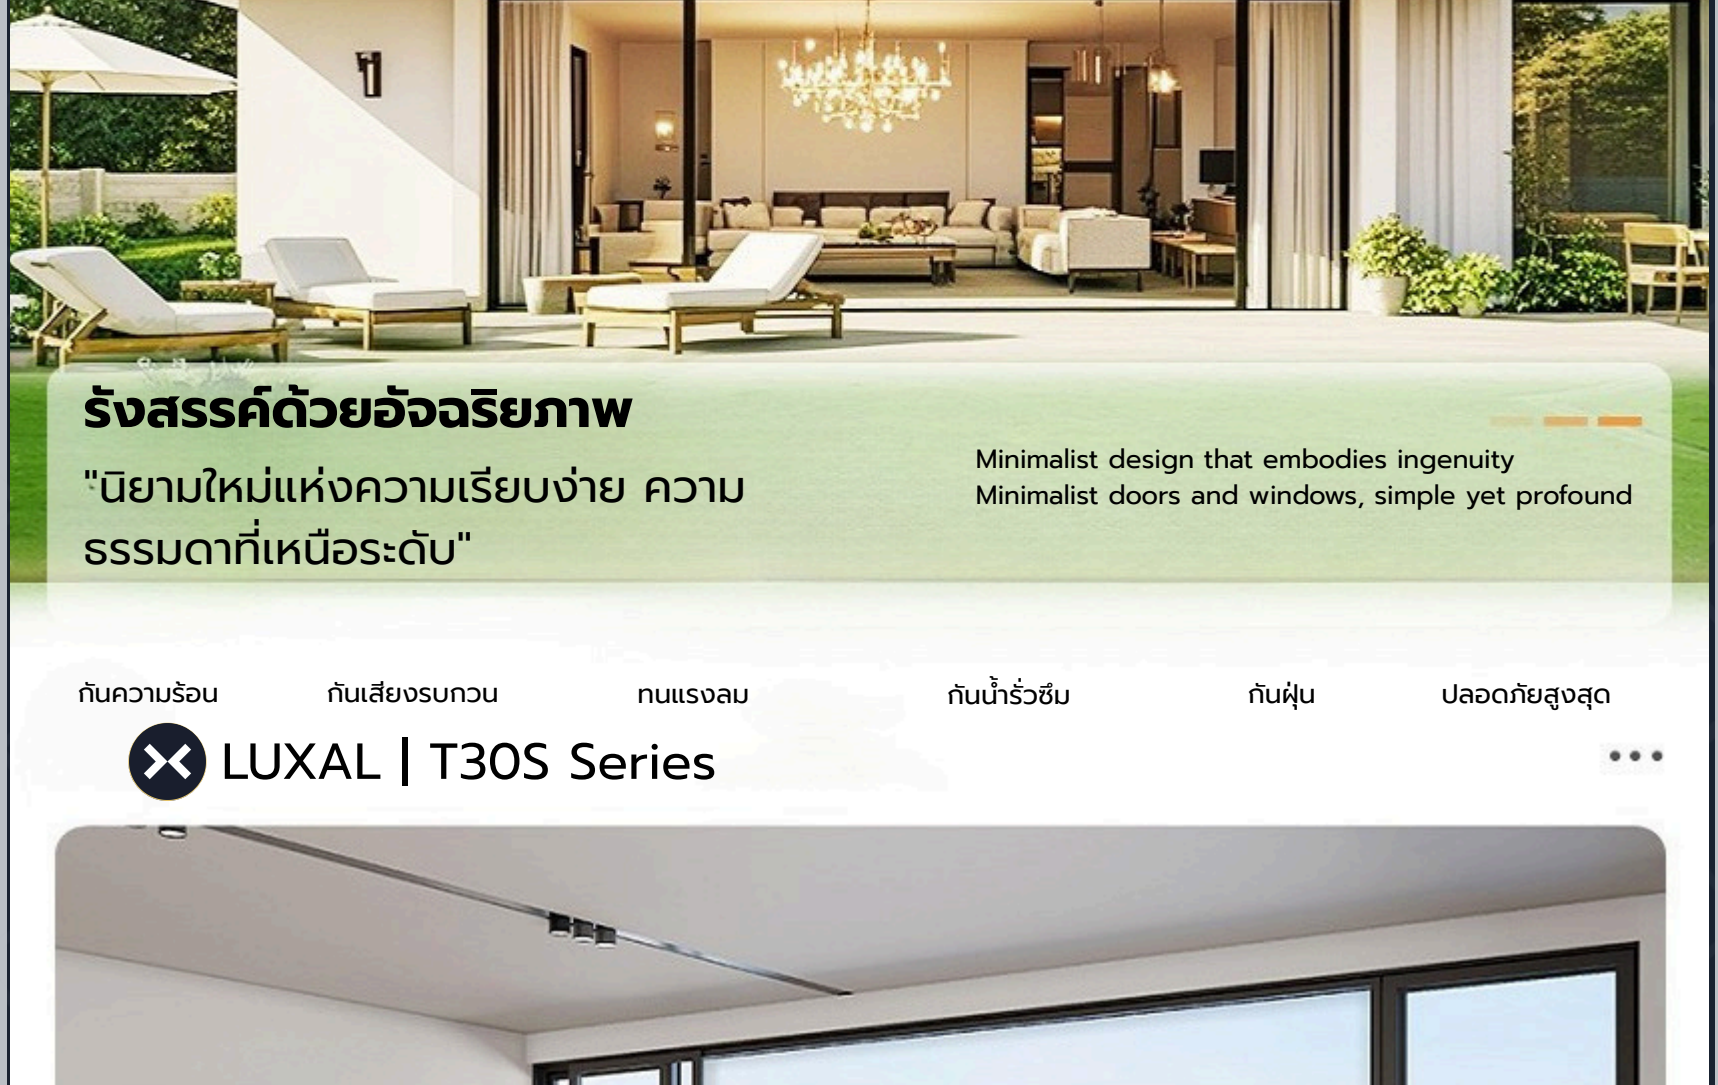 รังสรรค์ด้วยอัจฉริยภาพ
"นิยามใหม่แห่งความเรียบง่าย ความ
ธรรมดาที่เหนือระดับ"
Minimalist design that embodies ingenuity
Minimalist doors and windows, simple yet profound
กันความร้อน กันเสียงรบกวน ทนแรงลม กันน้ำรั่วซึม กันฝุ่น ปลอดภัยสูงสุด
LUXAL | T30S Series